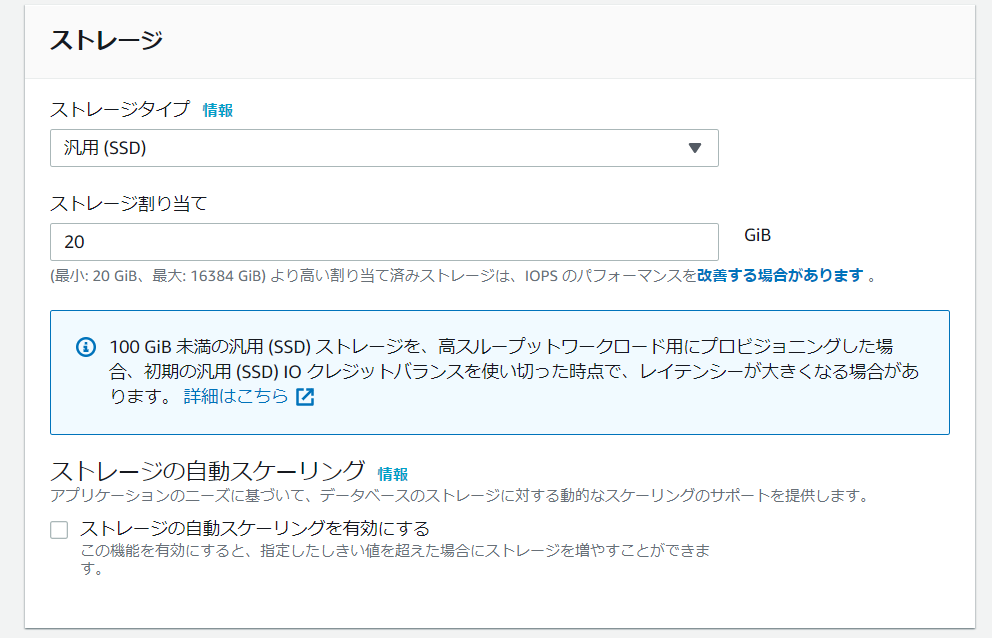 ストレージ
ストレージタイプ 情報
汎用 (SSD)
ストレージ割り当て
20
GiB
(最小: 20 GiB、最大: 16384 GiB) より高い割り当て済みストレージは、IOPS のパフォーマンスを改善する場合があります 。
100 GiB 未満の汎用 (SSD) ストレージを、高スループットワークロード用にプロビジョニングした場
合、初期の汎用 (SSD) IO クレジットバランスを使い切った時点で、レイテンシーが大きくなる場合があ
ります。 詳細はこちら
ストレージの自動スケーリング 情報
アプリケーションのニーズに基づいて、データベースのストレージに対する動的なスケーリングのサポートを提供します。
ストレージの自動スケーリングを有効にする
この機能を有効にすると、指定したしきい値を超えた場合にストレージを増やすことができま
す。